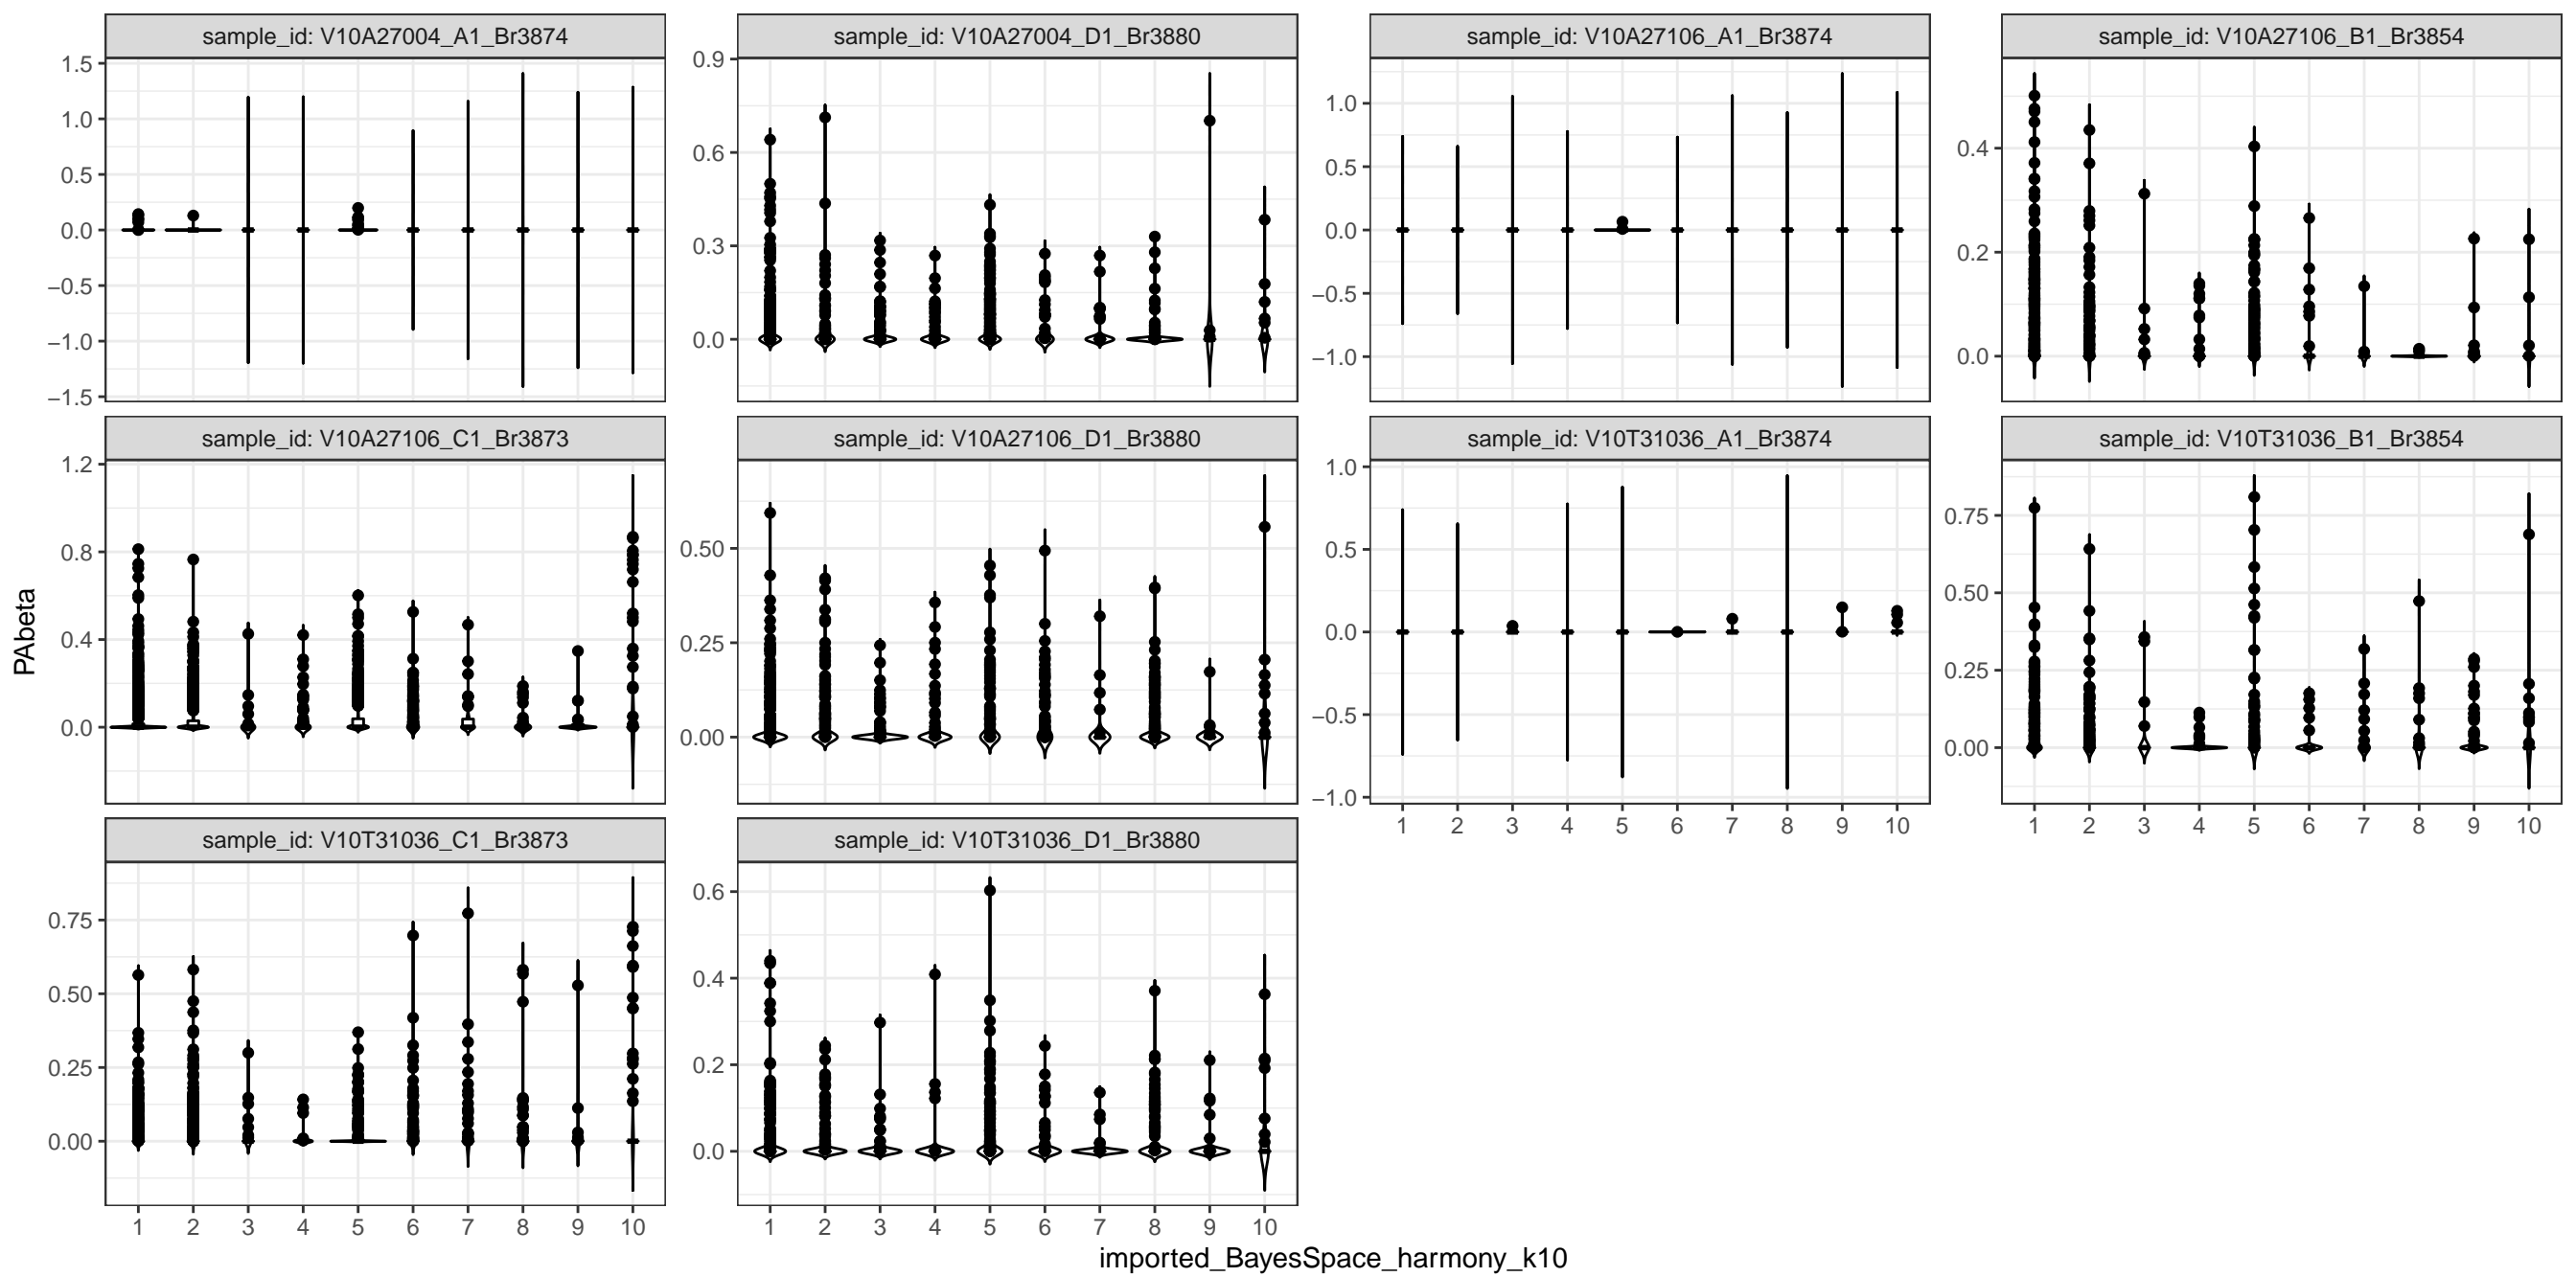 sample_id: V10A27004_A1_Br3874
sample_id: V10A27004_D1_Br3880
sample_id: V10A27106_A1_Br3874
sample_id: V10A27106_B1_Br3854
1.5
1.0
0.5
0.0
−0.5
−1.0
−1.5
0.9
0.6
0.3
0.0
1.0
0.5
0.0
−0.5
−1.0
0.4
0.2
0.0
sample_id: V10A27106_C1_Br3873
sample_id: V10A27106_D1_Br3880
sample_id: V10T31036_A1_Br3874
sample_id: V10T31036_B1_Br3854
1.2
0.8
0.4
0.0
0.50
0.25
0.00
1.0
0.5
0.0
−0.5
−1.0
0.75
0.50
0.25
0.00
1 2 3 4 5 6 7 8 9 10
1 2 3 4 5 6 7 8 9 10
sample_id: V10T31036_C1_Br3873
sample_id: V10T31036_D1_Br3880
0.75
0.50
0.25
0.00
0.6
0.4
0.2
0.0
1 2 3 4 5 6 7 8 9 10
1 2 3 4 5 6 7 8 9 10
PAbeta
imported_BayesSpace_harmony_k10